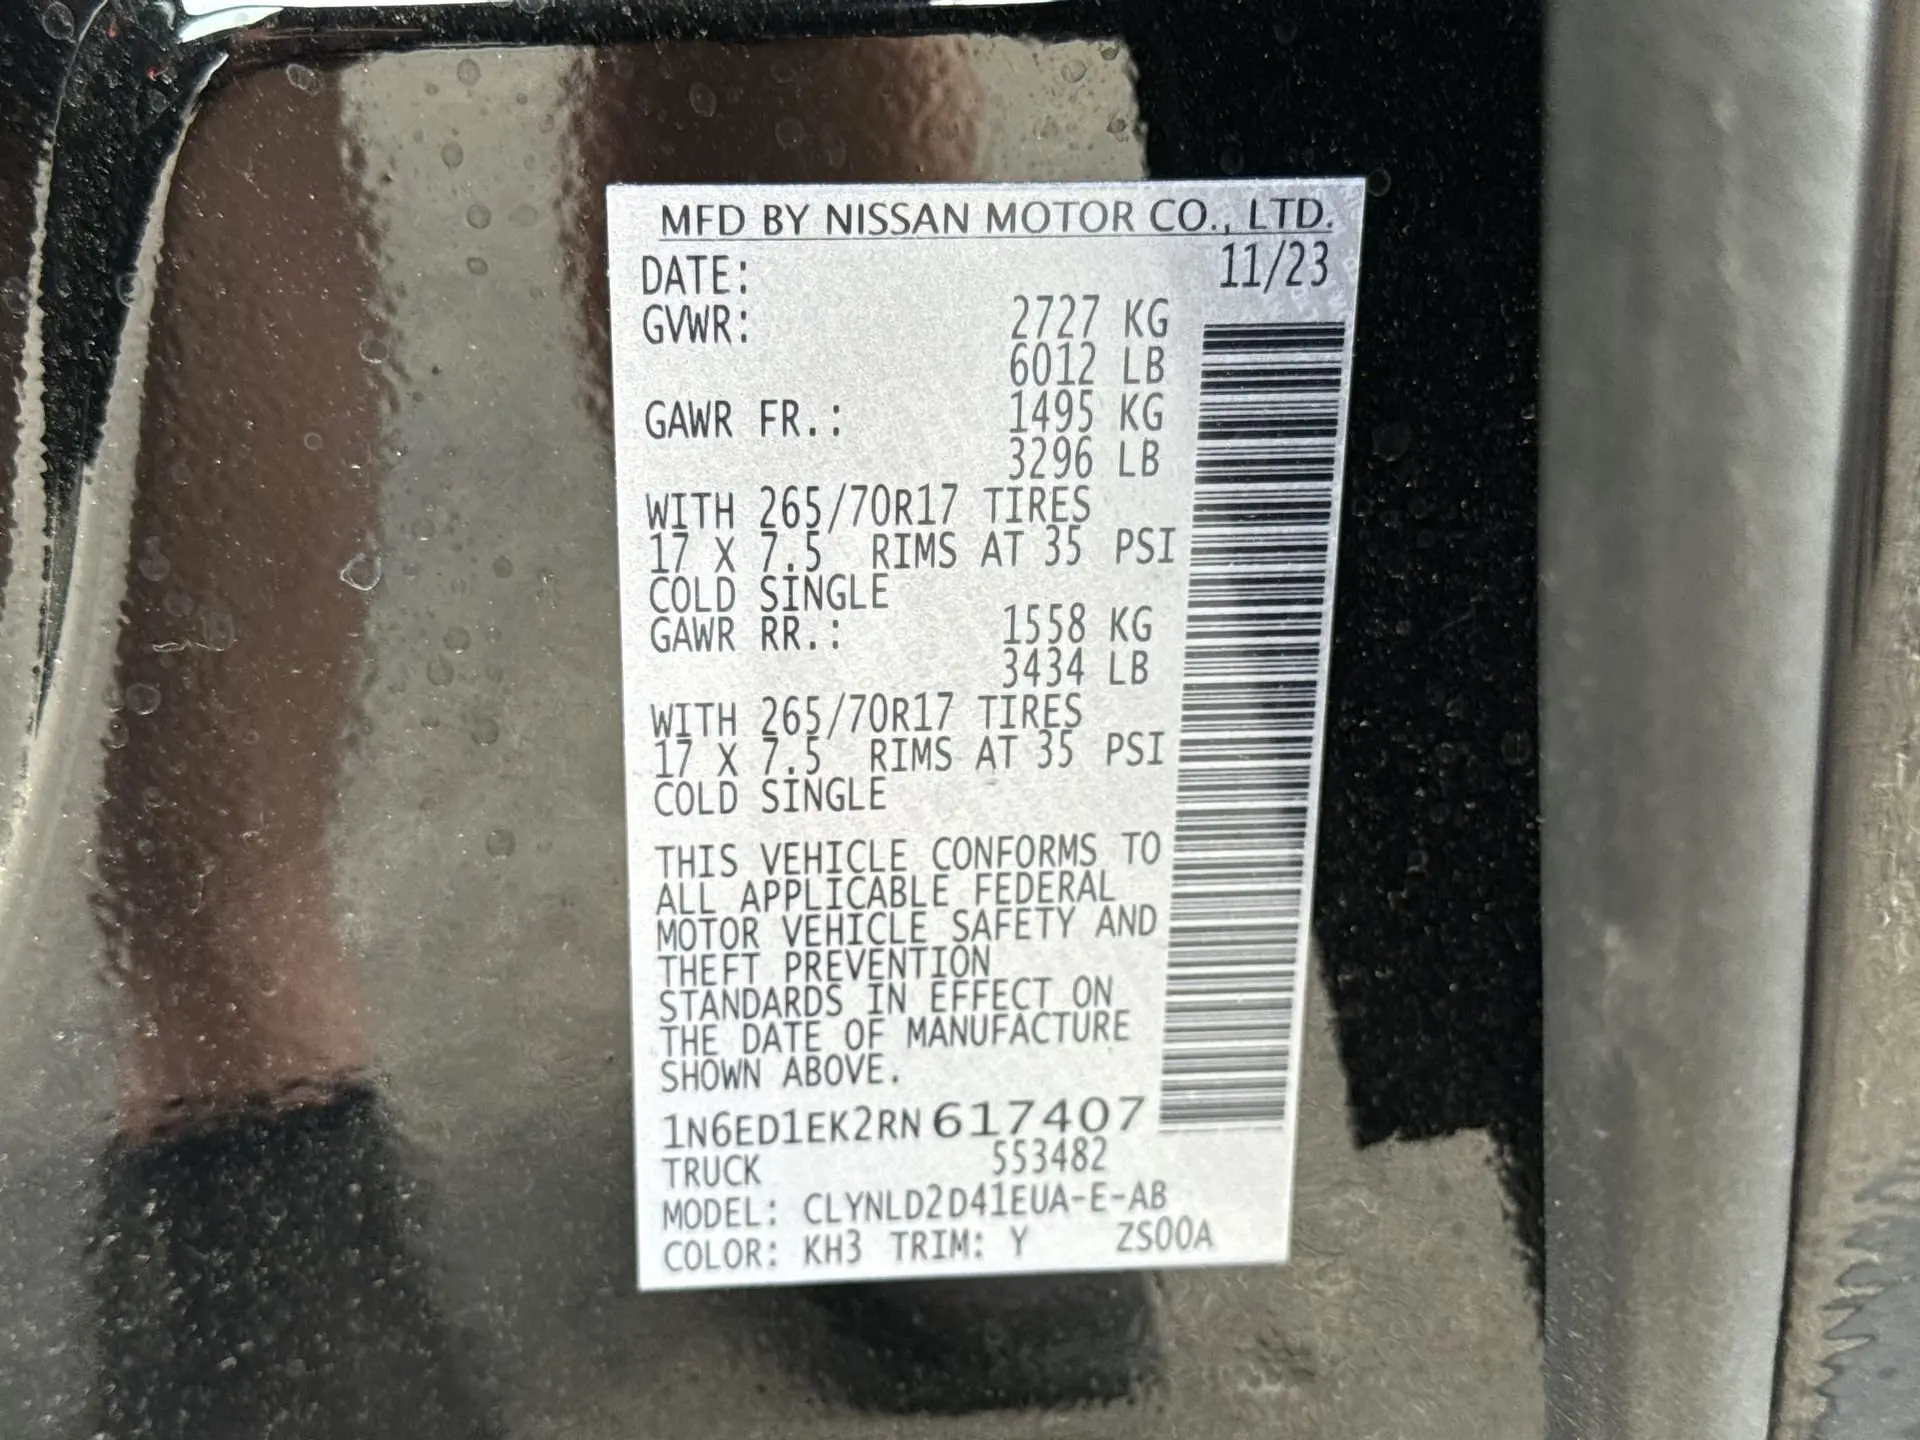 MFD BY NISSAN MOTOR CO., LTD.
DATE: 11/23
GVWR: 2727 KG
6012 LB
GAWR FR.: 1495 KG
3296 LB
WITH 265/70R17 TIRES
17 X 7.5 RIMS AT 35 PSI
COLD SINGLE
GAWR RR.: 1558 KG
3434 LB
WITH 265/70R17 TIRES
17 X 7.5 RIMS AT 35 PSI
COLD SINGLE
THIS VEHICLE CONFORMS TO
ALL APPLICABLE FEDERAL
MOTOR VEHICLE SAFETY AND
THEFT PREVENTION
STANDARDS IN EFFECT ON
THE DATE OF MANUFACTURE
SHOWN ABOVE.
1N6ED1EK2RN617407
TRUCK 553482
MODEL: CLYNLD2D41EUA-E-AB
COLOR: KH3 TRIM: Y ZS00A